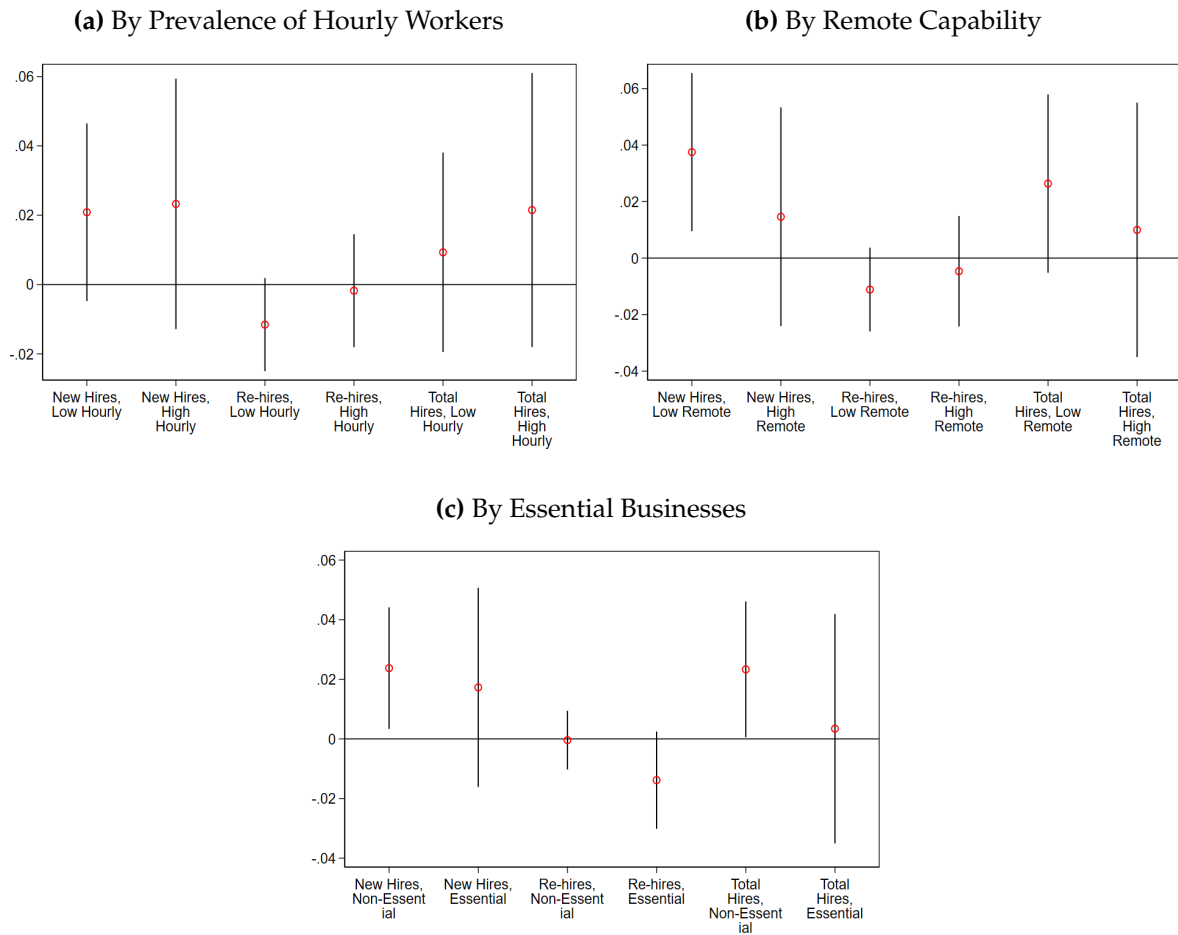 (a) By Prevalence of Hourly Workers
.06
.04
.02
0
-.02
New Hires,
Low Hourly
New Hires,
High
Hourly
Re-hires,
Low Hourly
Re-hires,
High
Hourly
Total
Hires, Low
Hourly
Total
Hires,
High
Hourly
(b) By Remote Capability
.06
.04
.02
0
-.02
-.04
New Hires,
Low Remote
New Hires,
High
Remote
Re-hires,
Low Remote
Re-hires,
High
Remote
Total
Hires, Low
Remote
Total
Hires,
High
Remote
(c) By Essential Businesses
.06
.04
.02
0
-.02
-.04
New Hires,
Non-Essent
ial
New Hires,
Essential
Re-hires,
Non-Essent
ial
Re-hires,
Essential
Total
Hires,
Non-Essent
ial
Total
Hires,
Essential